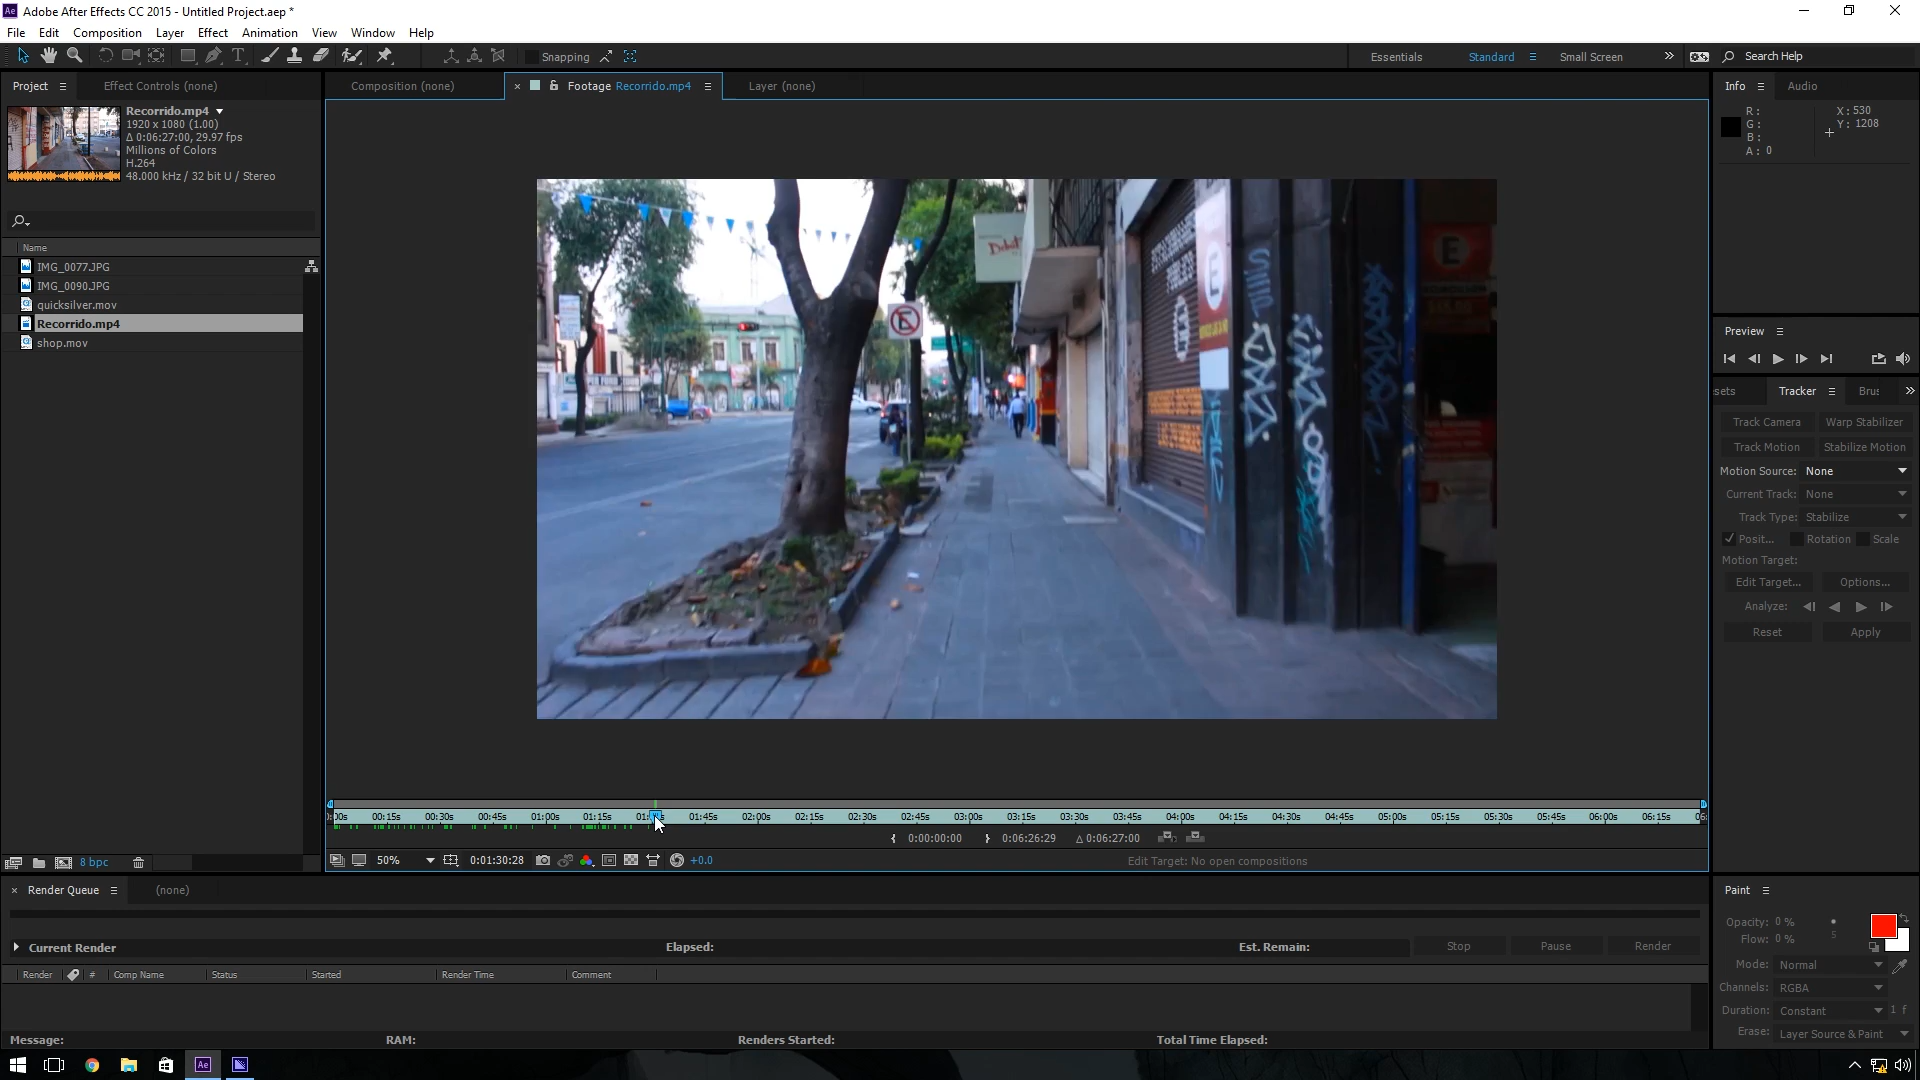 Adobe After Effects CC 2015 - Untitled Project.aep *
File Edit Composition Layer Effect Animation View Window Help
Snapping
Essentials Standard Small Screen Search Help
Project Effect Controls (none)
Composition (none) Footage Recorrido.mp4 Layer (none)
Info Audio
Recorrido.mp4
1920 x 1080 (1.00)
Δ 0:06:27:00, 29.97 fps
Millions of Colors
H.264
48.000 kHz / 32 bit U / Stereo
R: X: 530
G: Y: 1208
B:
A: 0
Name
IMG_0077.JPG
IMG_0090.JPG
quicksilver.mov
Recorrido.mp4
shop.mov
E
E
E
Preview
sets Tracker Brus
Track Camera Warp Stabilizer
Track Motion Stabilize Motion
Motion Source: None
Current Track: None
Track Type: Stabilize
Posit... Rotation Scale
Motion Target:
Edit Target... Options...
Analyze:
Reset Apply
00s 00:15s 00:30s 00:45s 01:00s 01:15s 01:45s 02:00s 02:15s 02:30s 02:45s 03:00s 03:15s 03:30s 03:45s 04:00s 04:15s 04:30s 04:45s 05:00s 05:15s 05:30s 05:45s 06:00s 06:15s
0:00:00:00 0:06:26:29 Δ 0:06:27:00
50% 0:01:30:28 +0.0 Edit Target: No open compositions
8 bpc
Render Queue (none)
Current Render Elapsed: Est. Remain: Stop Pause Render
Render # Comp Name Status Started Render Time Comment
Message: RAM: Renders Started: Total Time Elapsed:
Paint
Opacity: 0 %
Flow: 0 % 5
Mode: Normal
Channels: RGBA
Duration: Constant 1 f
Erase: Layer Source & Paint